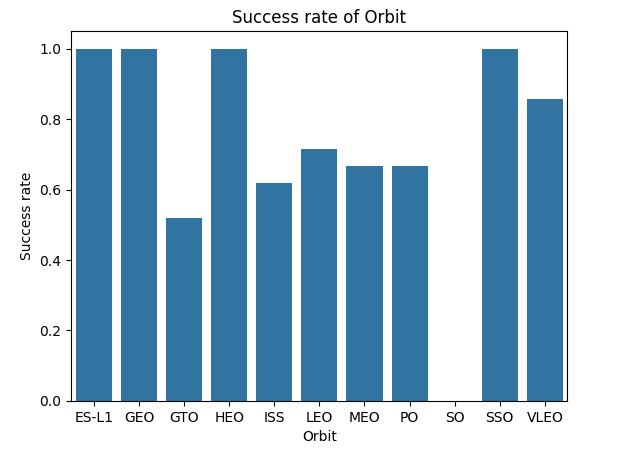 Success rate of Orbit
Success rate
1.0
0.8
0.6
0.4
0.2
0.0
ES-L1 GEO GTO HEO ISS LEO MEO PO SO SSO VLEO
Orbit